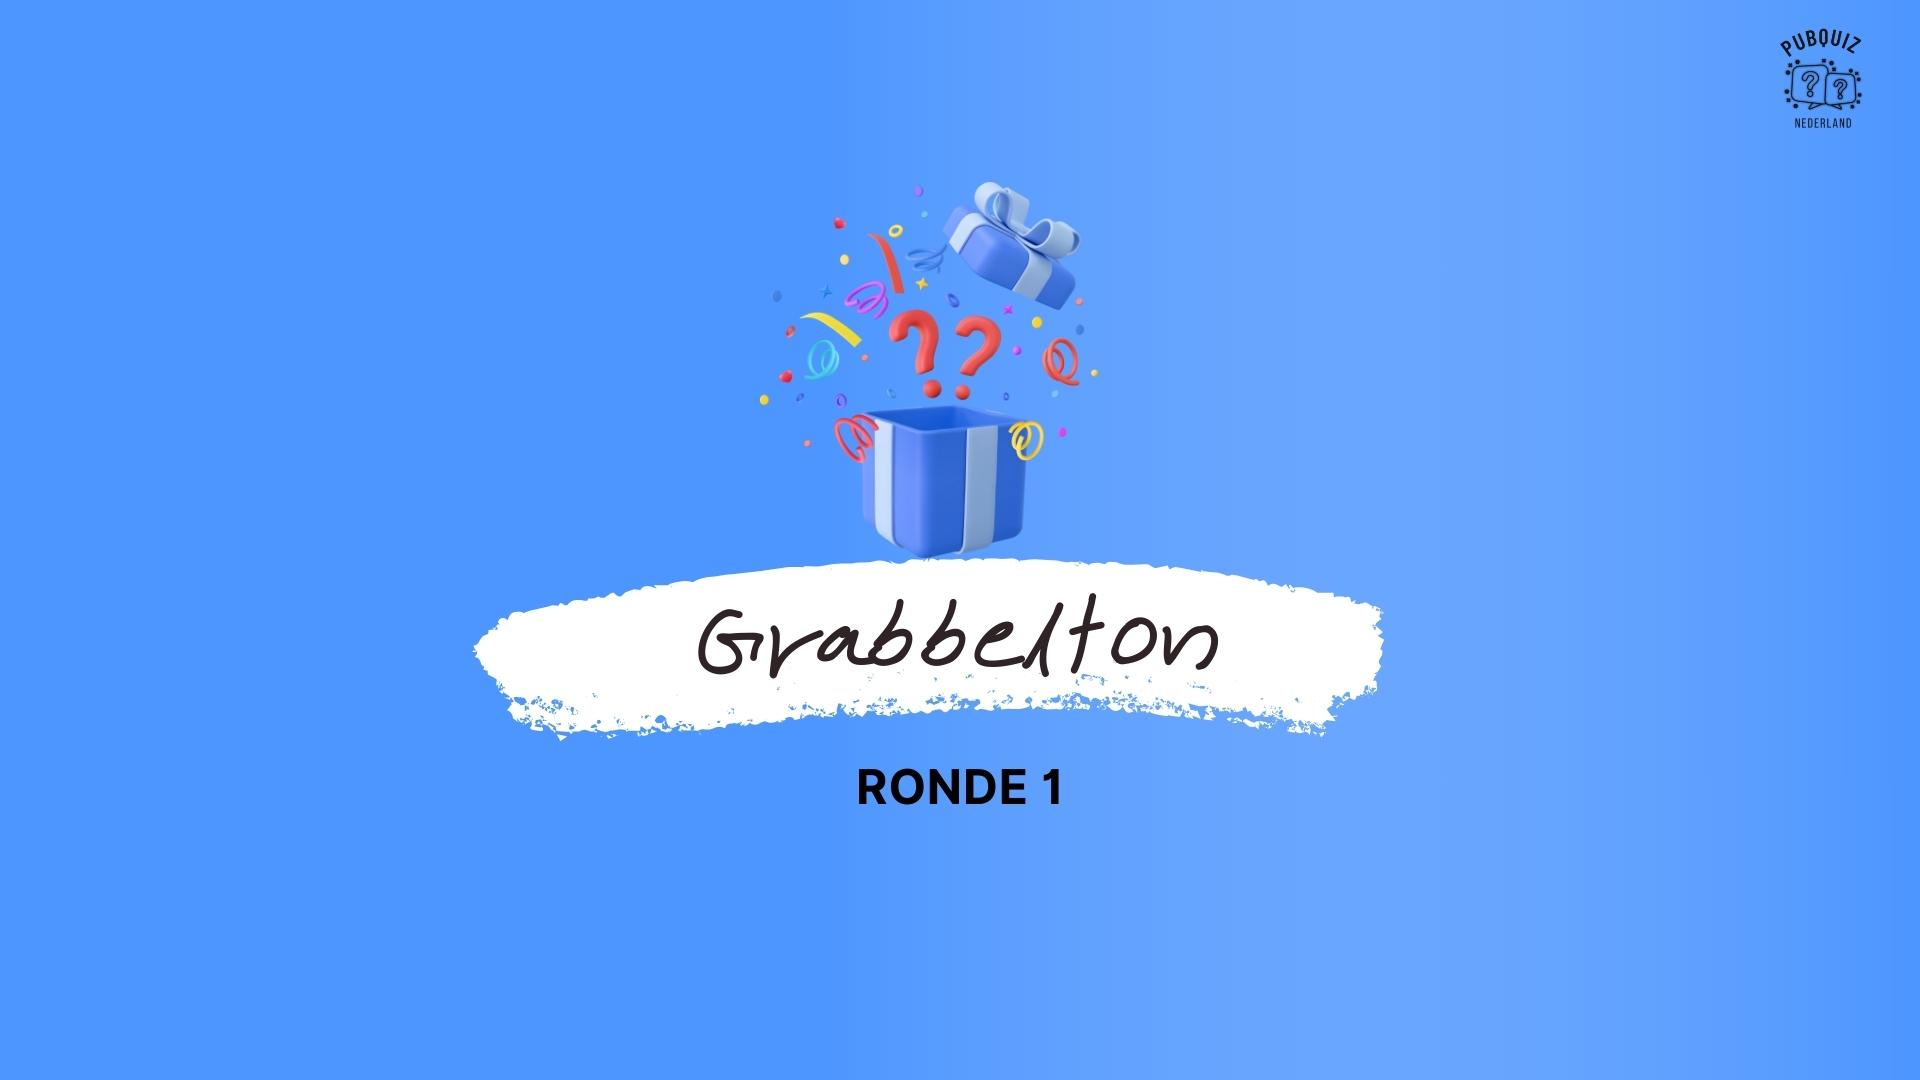 PUBQUIZ
? ?
NEDERLAND
??
Grabbelton
RONDE 1